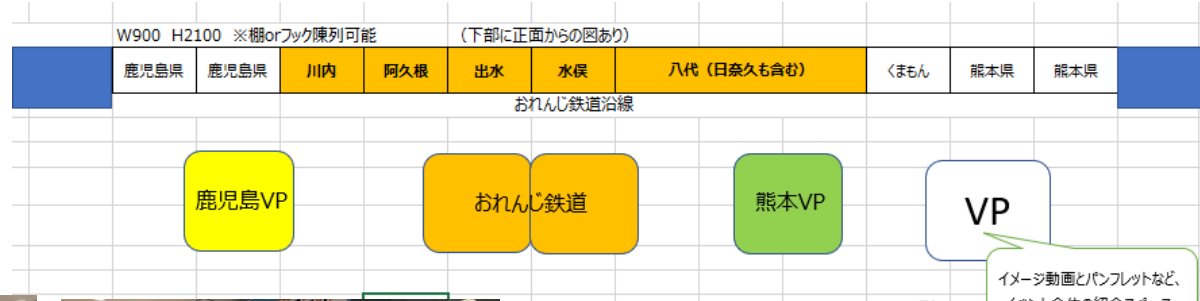 W900 H2100 ※棚orフック陳列可能 （下部に正面からの図あり）
鹿児島県 鹿児島県 川内 阿久根 出水 水俣 八代（日奈久も含む） くまもん 熊本県 熊本県
おれんじ鉄道沿線
鹿児島VP おれんじ鉄道 熊本VP VP
イメージ動画とパンフレットなど、